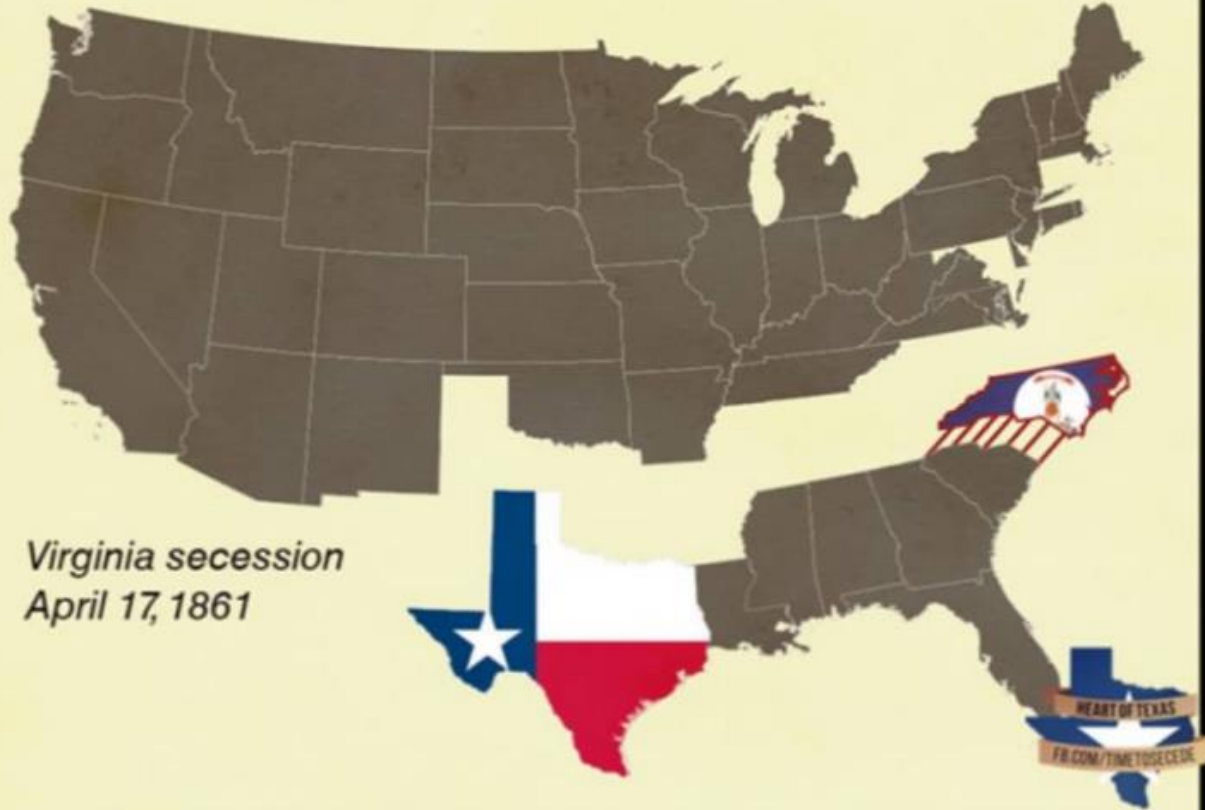 Virginia secession
April 17, 1861
HEART OF TEXAS
FB.COM/TIMETOSECEDE